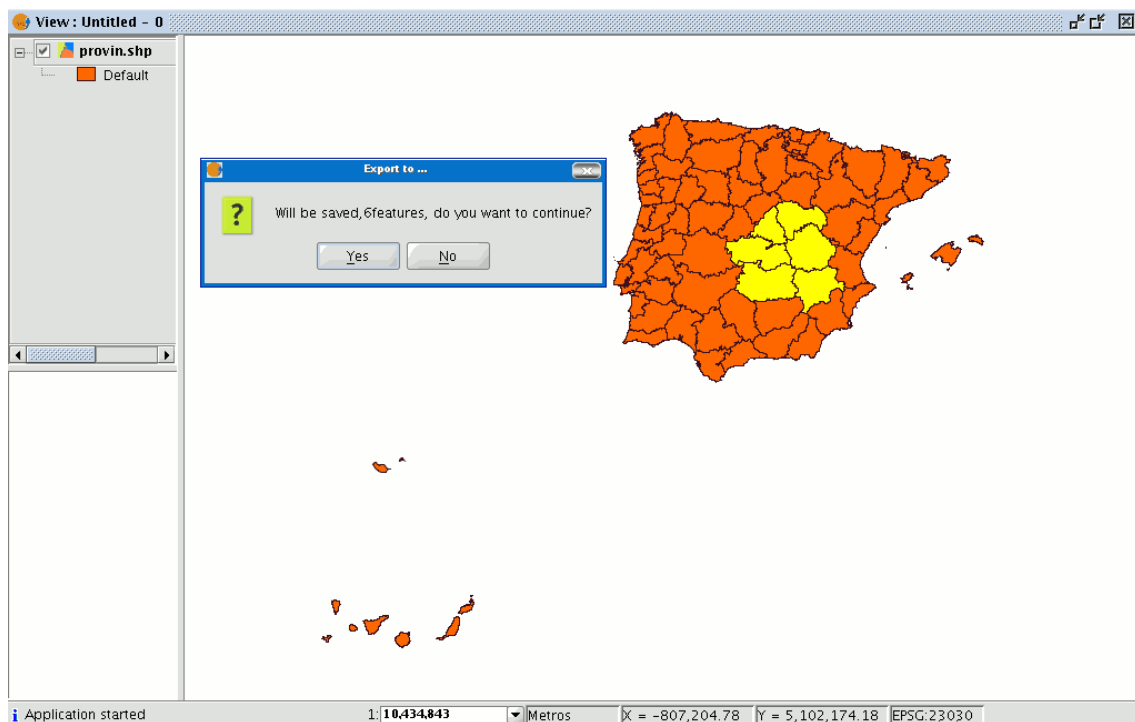 View : Untitled - 0
provin.shp
Default
Export to ...
?
Will be saved,6features, do you want to continue?
Yes No
i Application started 1: 10,434,843 Metros X = -807,204.78 Y = 5,102,174.18 EPSG:23030